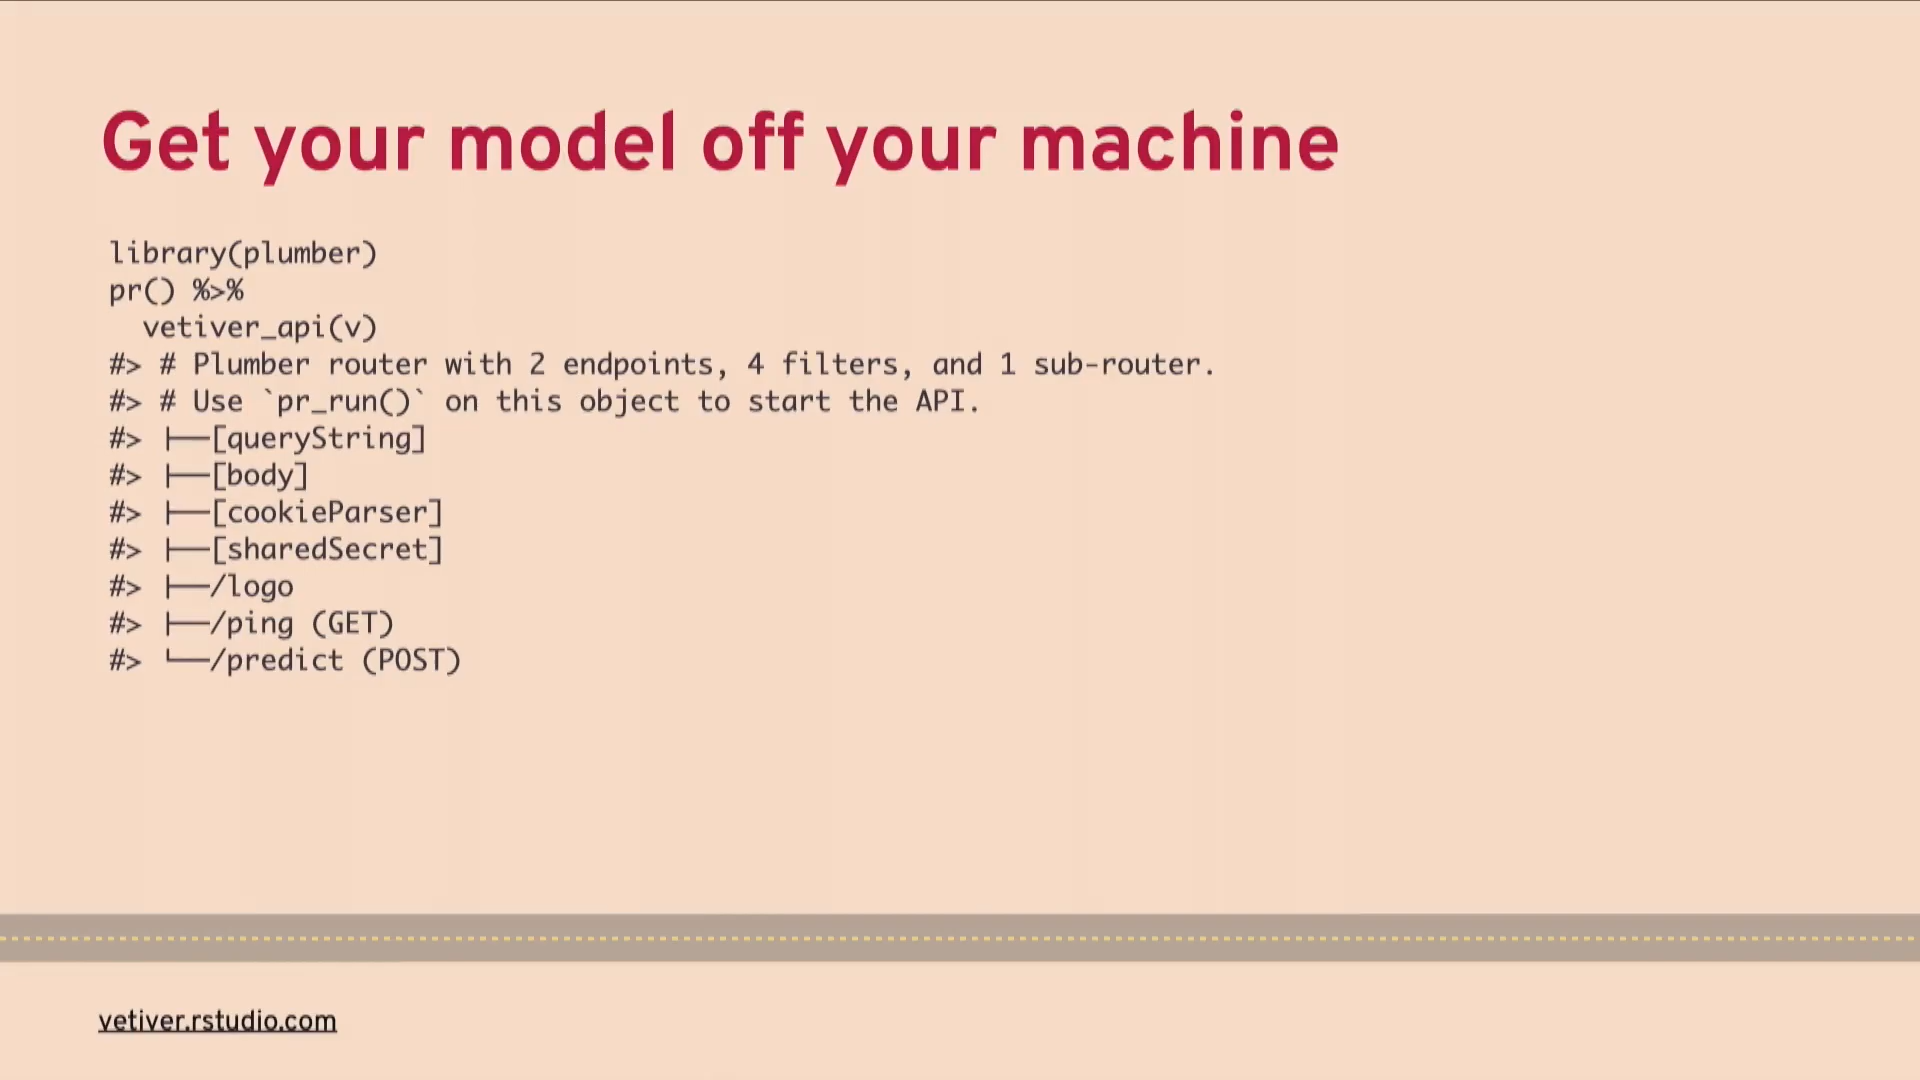 Get your model off your machine
library(plumber)
pr() %>%
  vetiver_api(v)
#> # Plumber router with 2 endpoints, 4 filters, and 1 sub-router.
#> # Use `pr_run()` on this object to start the API.
#> ├──[queryString]
#> ├──[body]
#> ├──[cookieParser]
#> ├──[sharedSecret]
#> ├──/logo
#> ├──/ping (GET)
#> └──/predict (POST)
vetiver.rstudio.com